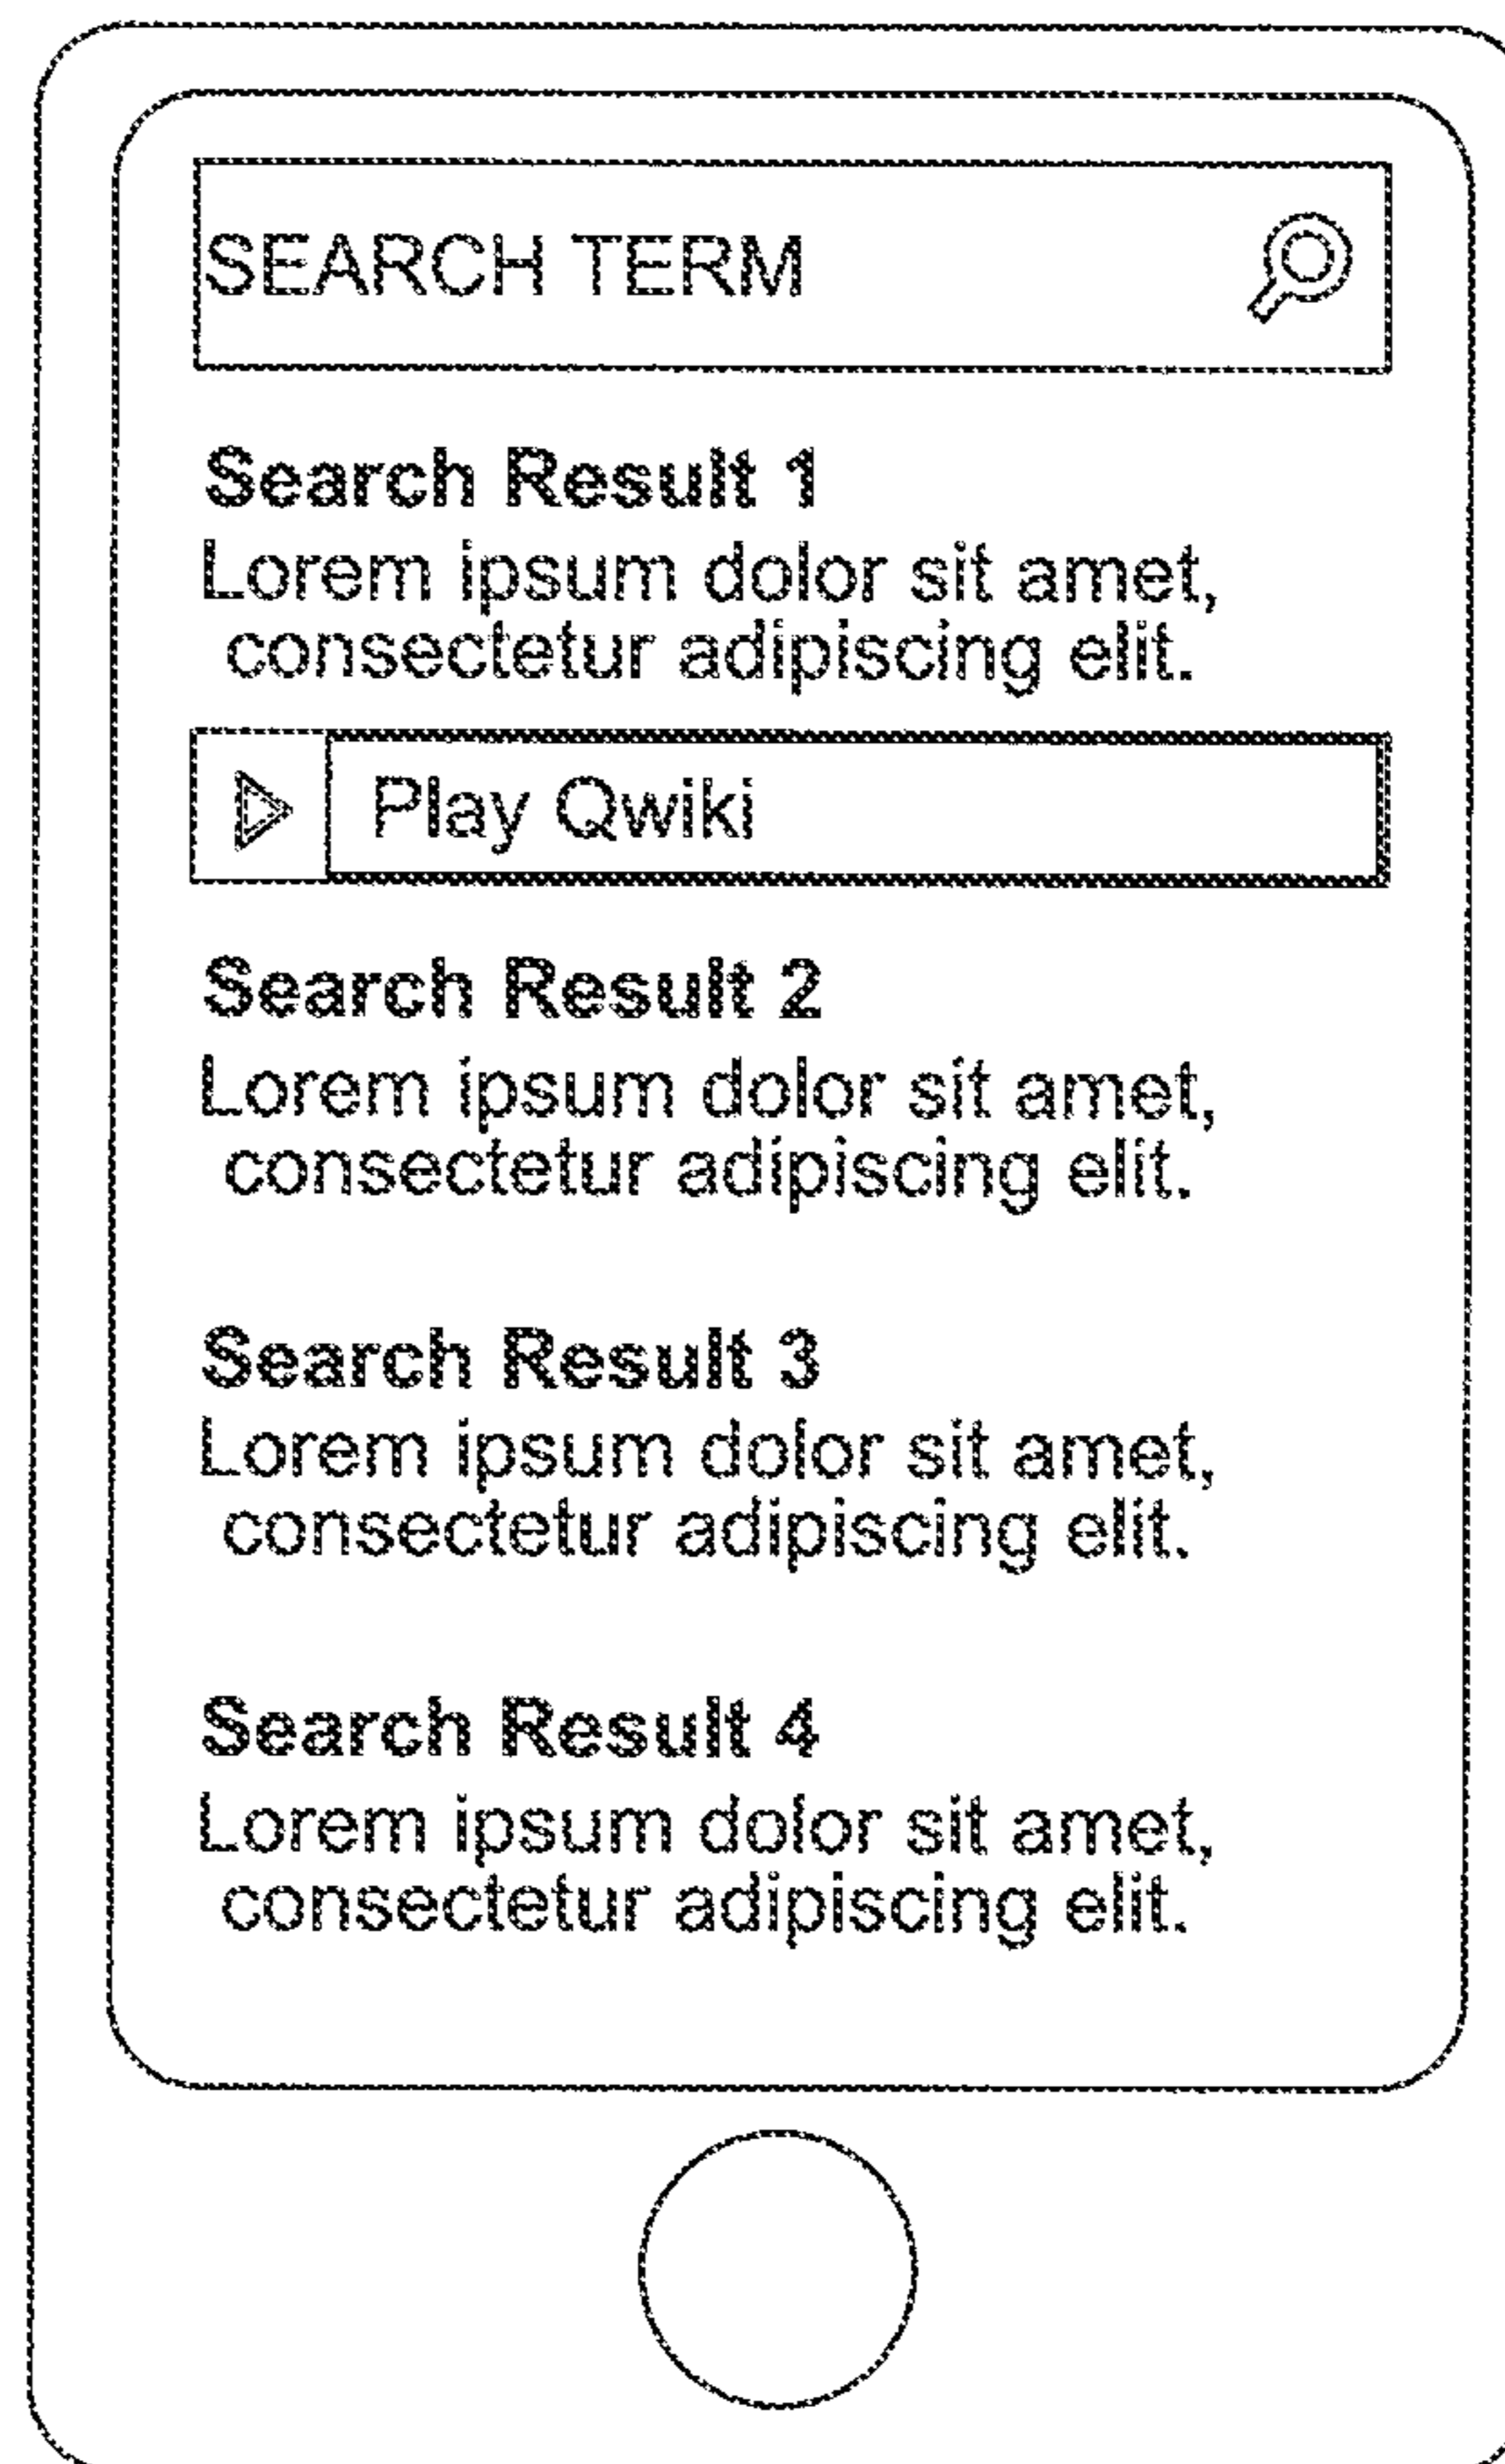 SEARCH TERM
Search Result 1
Lorem ipsum dolor sit amet,
consectetur adipiscing elit.
Play Qwiki
Search Result 2
Lorem ipsum dolor sit amet,
consectetur adipiscing elit.
Search Result 3
Lorem ipsum dolor sit amet,
consectetur adipiscing elit.
Search Result 4
Lorem ipsum dolor sit amet,
consectetur adipiscing elit.